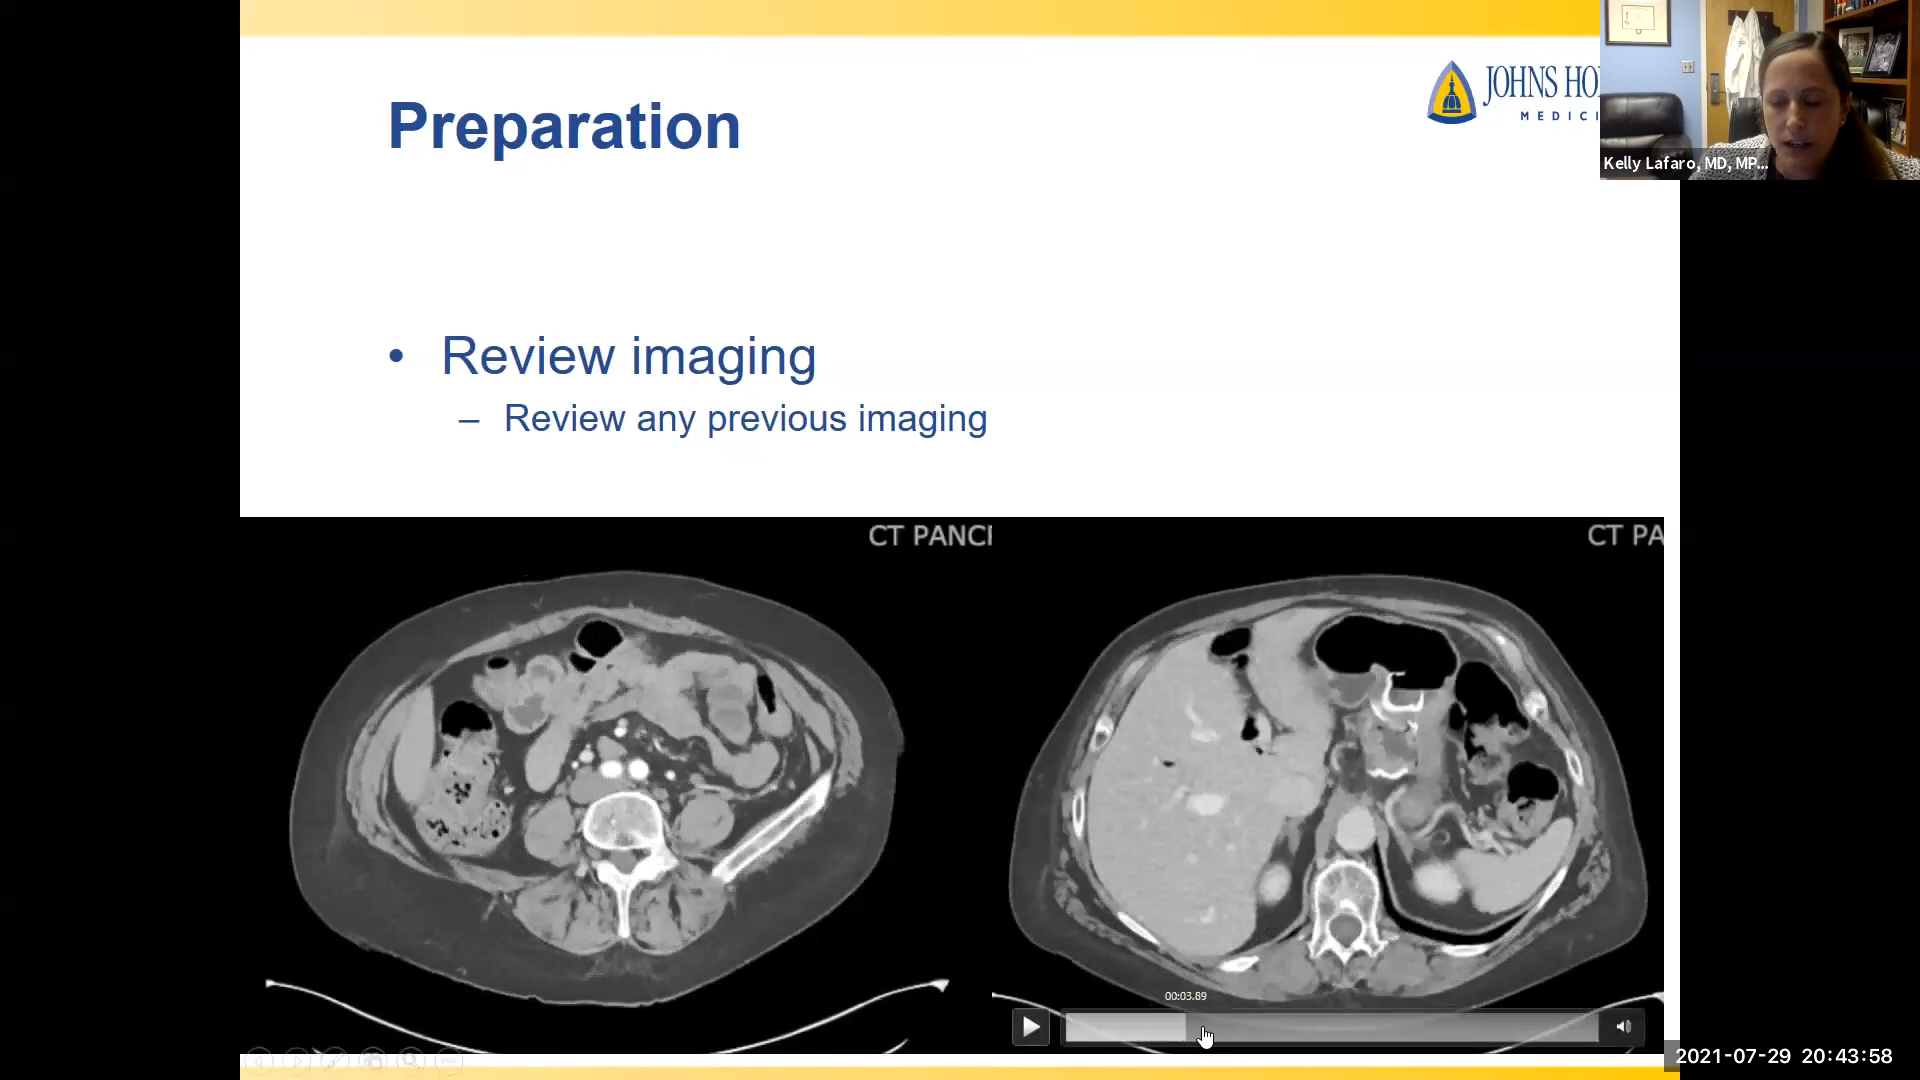 Preparation
JOHNS HO
MEDICI
Kelly Lafaro, MD, MP...
• Review imaging
– Review any previous imaging
CT PANCI
CT PA
00:03.89
2021-07-29 20:43:58